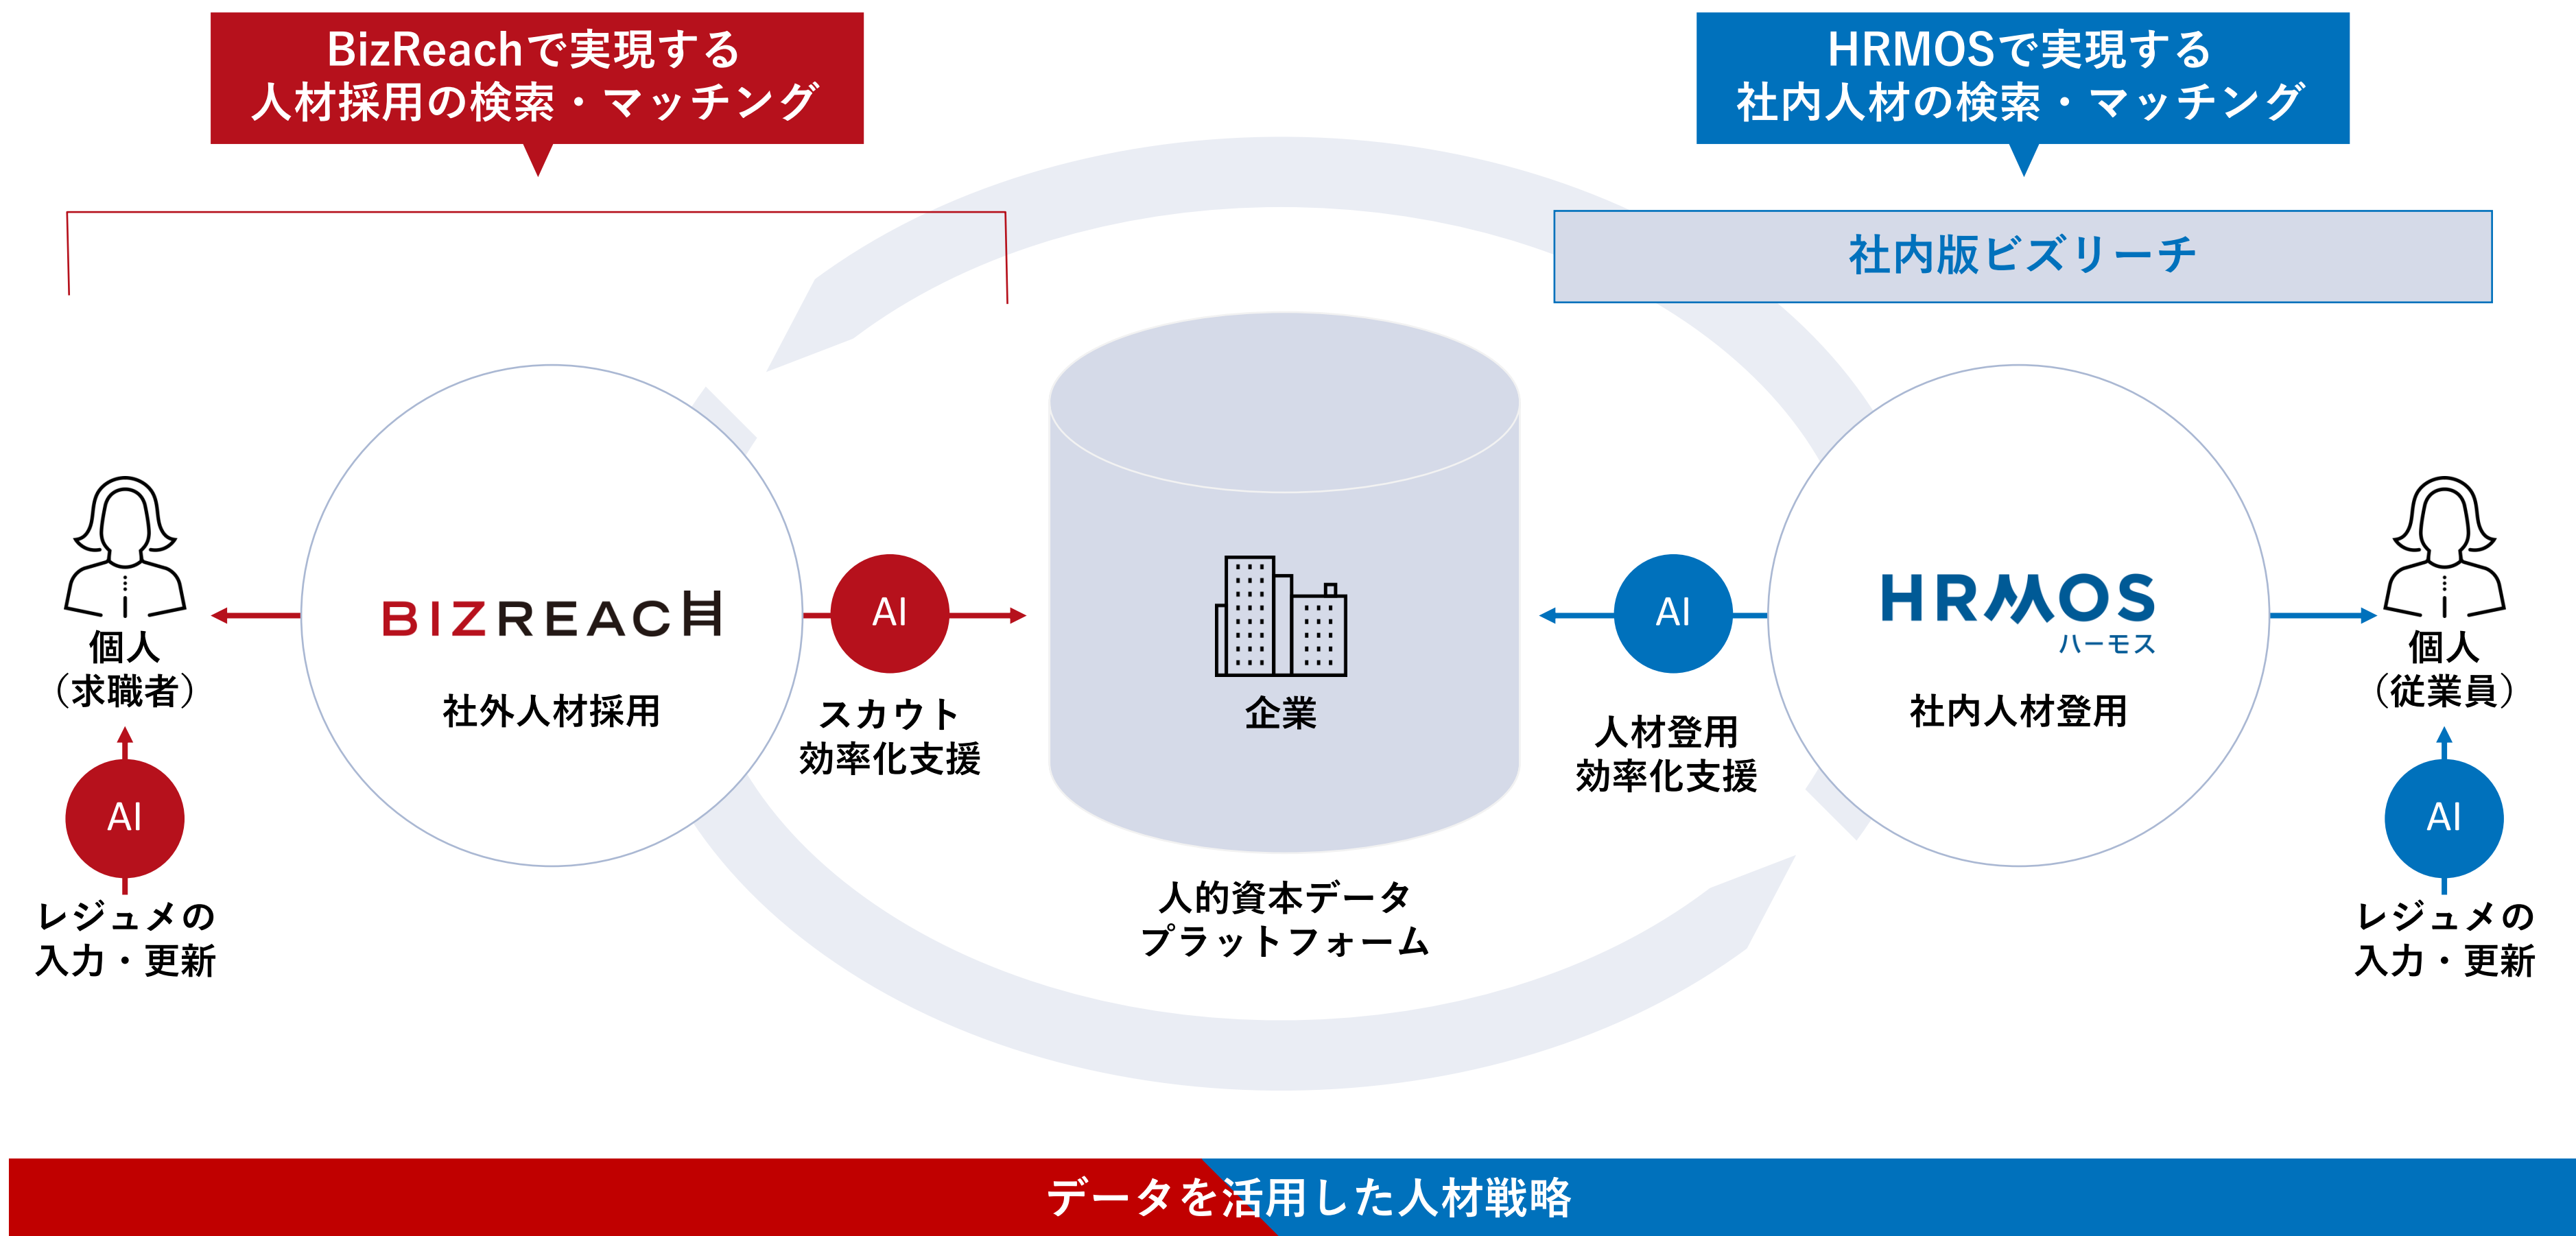 BizReachで実現する
人材採用の検索・マッチング
HRMOSで実現する
社内人材の検索・マッチング
社内版ビズリーチ
個人
（求職者）
AI
レジュメの
入力・更新
BIZREACH
社外人材採用
AI
スカウト
効率化支援
企業
人的資本データ
プラットフォーム
AI
人材登用
効率化支援
HRMOS
ハーモス
社内人材登用
個人
（従業員）
AI
レジュメの
入力・更新
データを活用した人材戦略